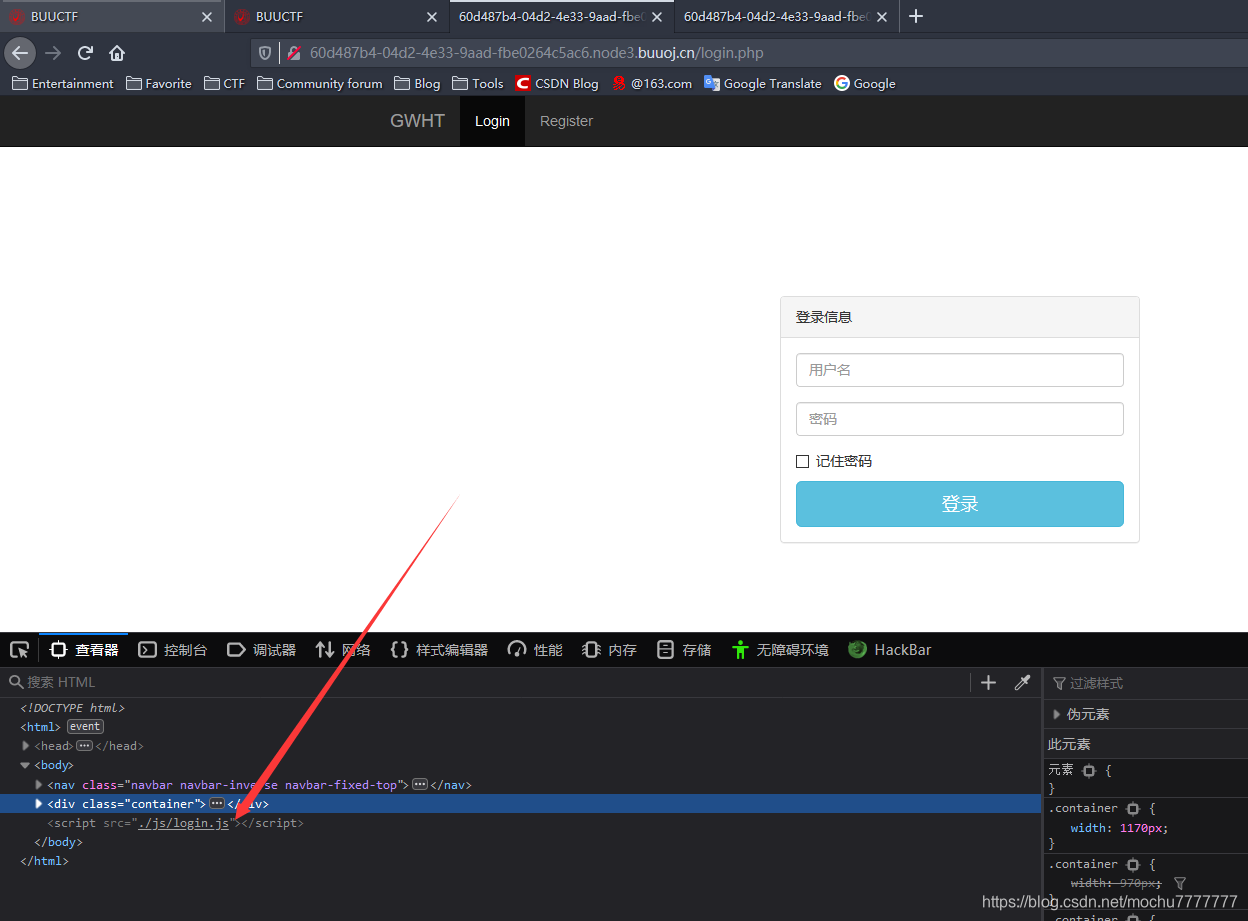 BUUCTF
BUUCTF
60d487b4-04d2-4e33-9aad-fbe0
60d487b4-04d2-4e33-9aad-fbe0
60d487b4-04d2-4e33-9aad-fbe0264c5ac6.node3.buuoj.cn/login.php
Entertainment Favorite CTF Community forum Blog Tools CSDN Blog @163.com Google Translate Google
GWHT Login Register
登录信息
用户名
密码
记住密码
登录
查看器 控制台 调试器 网络 样式编辑器 性能 内存 存储 无障碍环境 HackBar
搜索 HTML
<!DOCTYPE html>
<html> event
<head> ••• </head>
<body>
<nav class="navbar navbar-inverse navbar-fixed-top"> ••• </nav>
<div class="container"> ••• </div>
<script src="./js/login.js"></script>
</body>
</html>
过滤样式
伪元素
此元素
元素 {
}
.container {
width: 1170px;
}
.container {
width: 970px;
}
.container {
https://blog.csdn.net/mochu7777777